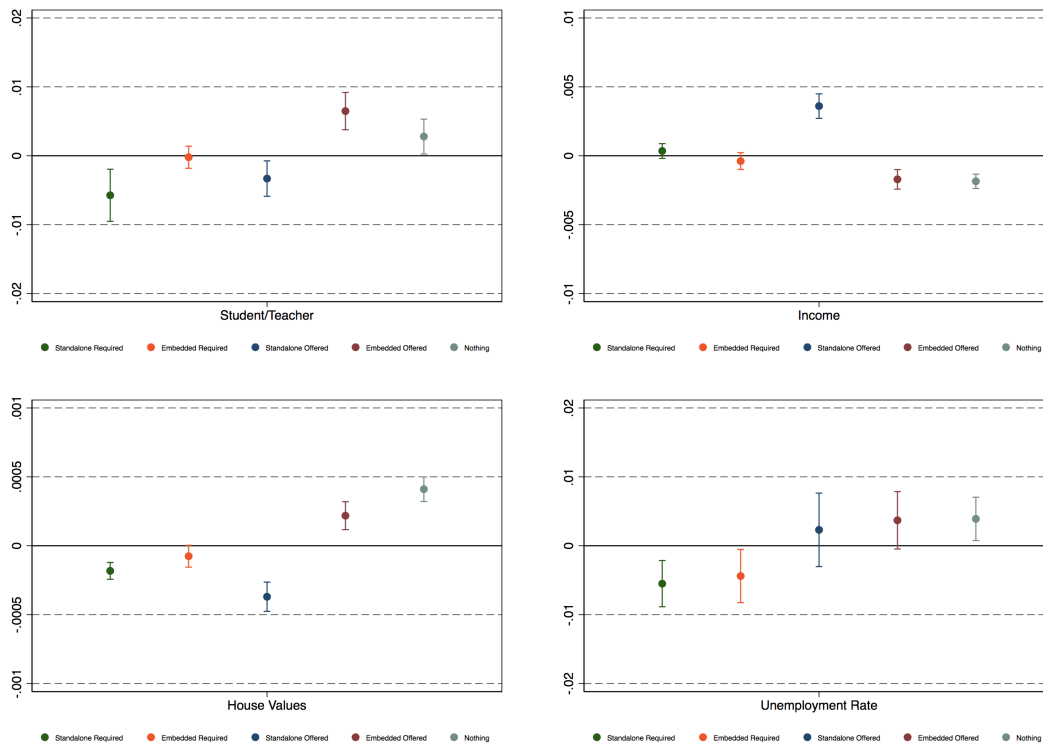 .02
.01
0
-.01
-.02
Student/Teacher
Standalone Required Embedded Required Standalone Offered Embedded Offered Nothing
.01
.005
0
-.005
-.01
Income
Standalone Required Embedded Required Standalone Offered Embedded Offered Nothing
.001
.0005
0
-.0005
-.001
House Values
Standalone Required Embedded Required Standalone Offered Embedded Offered Nothing
.02
.01
0
-.01
-.02
Unemployment Rate
Standalone Required Embedded Required Standalone Offered Embedded Offered Nothing